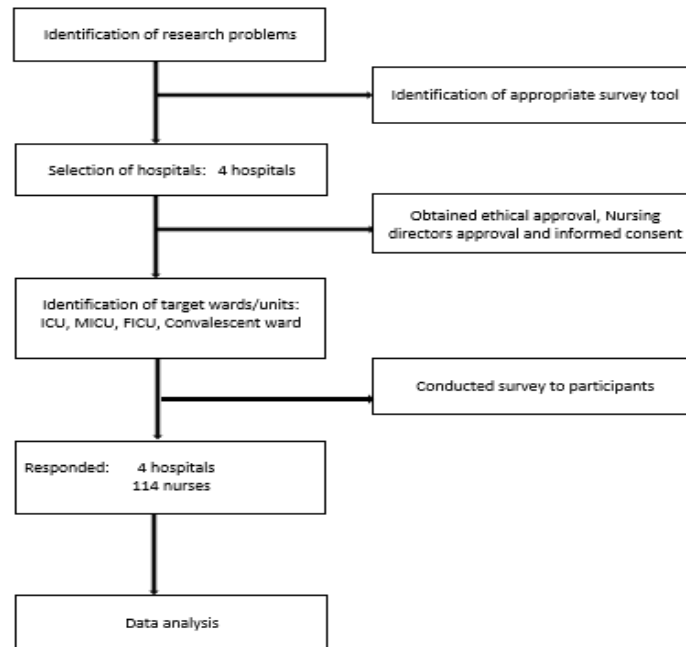 Identification of research problems
Identification of appropriate survey tool
Selection of hospitals: 4 hospitals
Obtained ethical approval, Nursing
directors approval and informed consent
Identification of target wards/units:
ICU, MICU, FICU, Convalescent ward
Conducted survey to participants
Responded: 4 hospitals
114 nurses
Data analysis